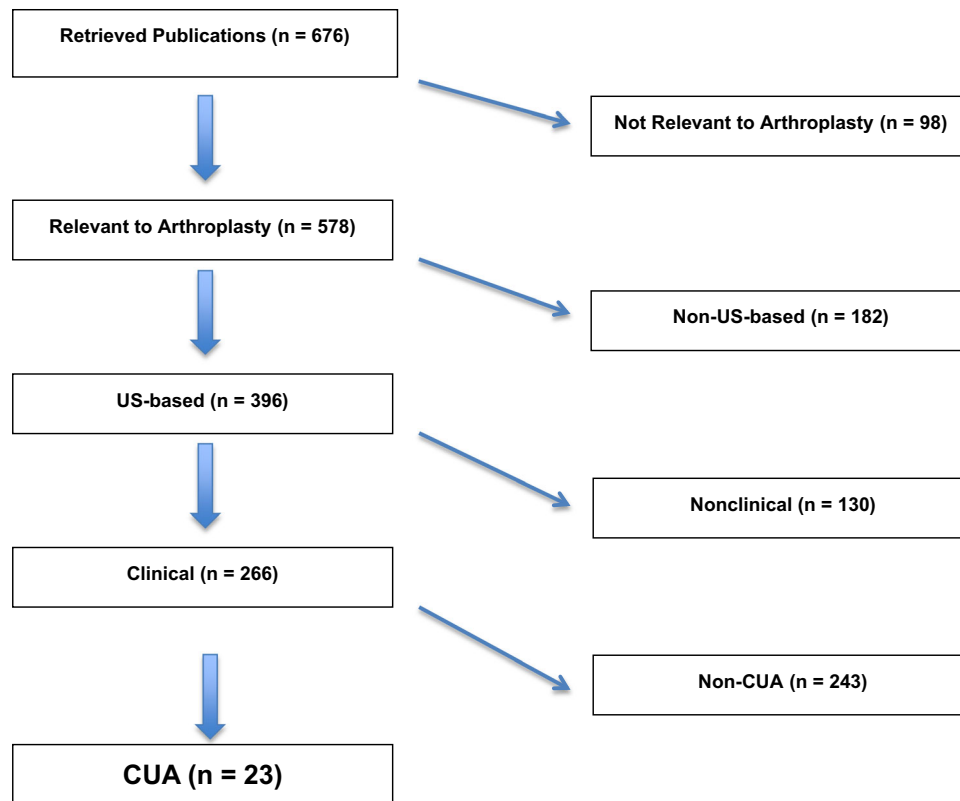 Retrieved Publications (n = 676)
Not Relevant to Arthroplasty (n = 98)
Relevant to Arthroplasty (n = 578)
Non-US-based (n = 182)
US-based (n = 396)
Nonclinical (n = 130)
Clinical (n = 266)
Non-CUA (n = 243)
CUA (n = 23)